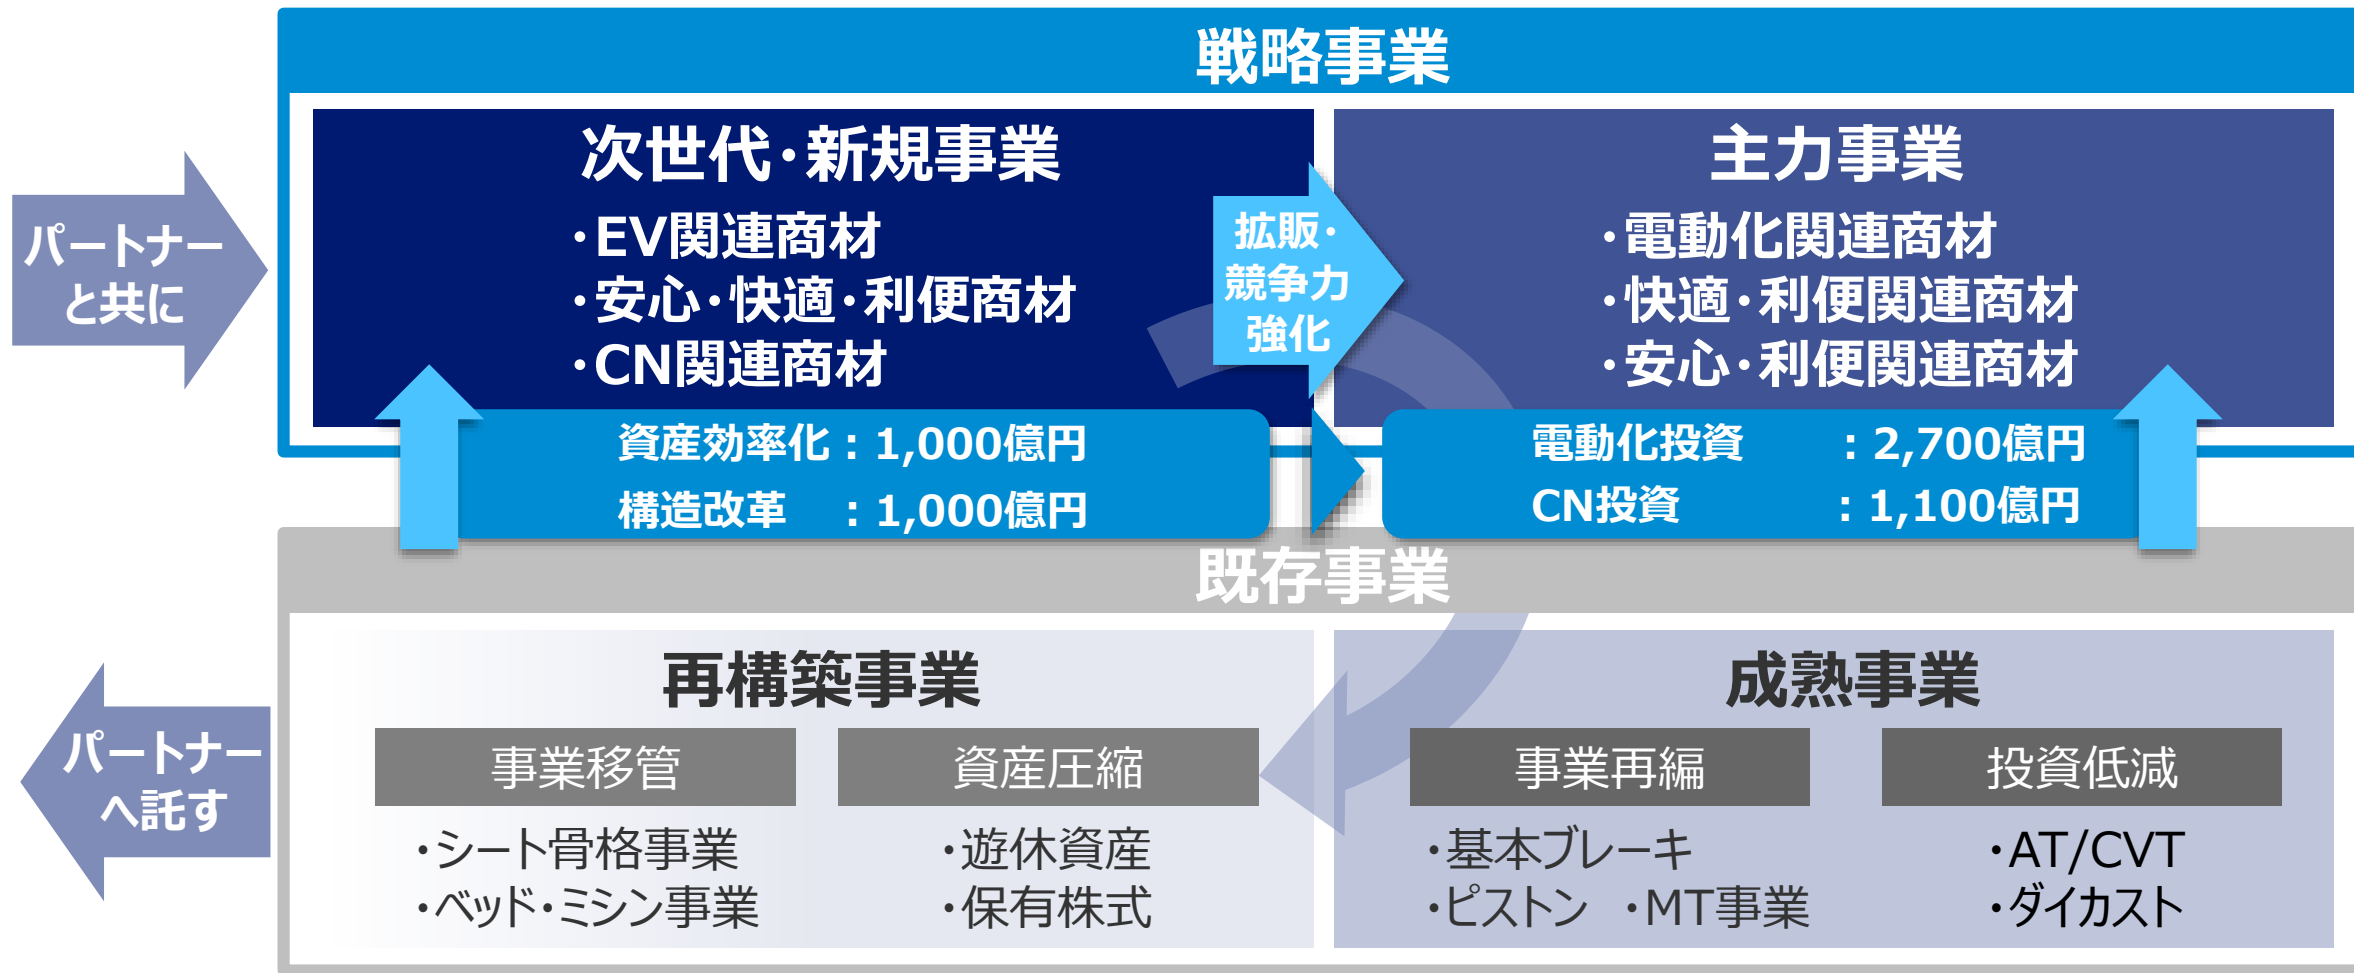 戦略事業
パートナー
と共に
次世代・新規事業
・EV関連商材
・安心・快適・利便商材
・CN関連商材
拡販・
競争力
強化
主力事業
・電動化関連商材
・快適・利便関連商材
・安心・利便関連商材
資産効率化：1,000億円
構造改革　：1,000億円
電動化投資　　：2,700億円
CN投資　　　：1,100億円
既存事業
パートナー
へ託す
再構築事業
事業移管
・シート骨格事業
・ベッド・ミシン事業
資産圧縮
・遊休資産
・保有株式
成熟事業
事業再編
・基本ブレーキ
・ピストン　・MT事業
投資低減
・AT/CVT
・ダイカスト